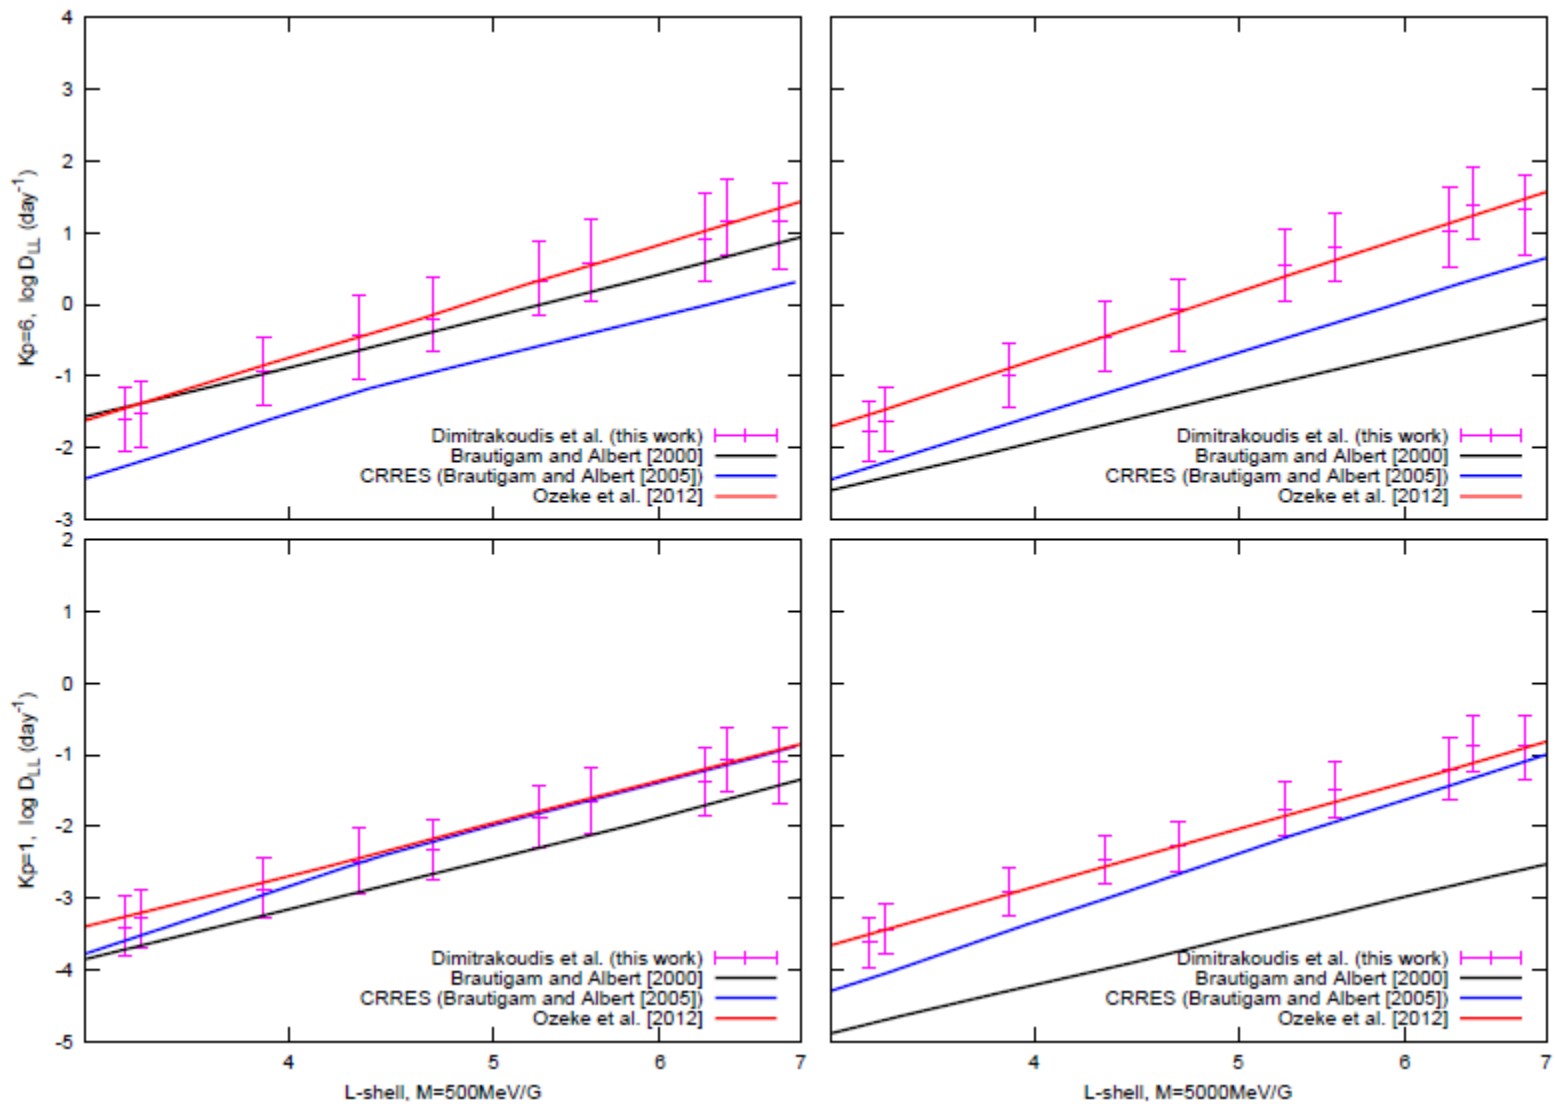 4
3
2
1
0
-1
-2
-3
Kp=6, log D_LL (day^-1)
Dimitrakoudis et al. (this work)
Brautigam and Albert [2000]
CRRES (Brautigam and Albert [2005])
Ozeke et al. [2012]
Dimitrakoudis et al. (this work)
Brautigam and Albert [2000]
CRRES (Brautigam and Albert [2005])
Ozeke et al. [2012]
2
1
0
-1
-2
-3
-4
-5
Kp=1, log D_LL (day^-1)
Dimitrakoudis et al. (this work)
Brautigam and Albert [2000]
CRRES (Brautigam and Albert [2005])
Ozeke et al. [2012]
4 5 6 7
L-shell, M=500MeV/G
Dimitrakoudis et al. (this work)
Brautigam and Albert [2000]
CRRES (Brautigam and Albert [2005])
Ozeke et al. [2012]
4 5 6 7
L-shell, M=5000MeV/G